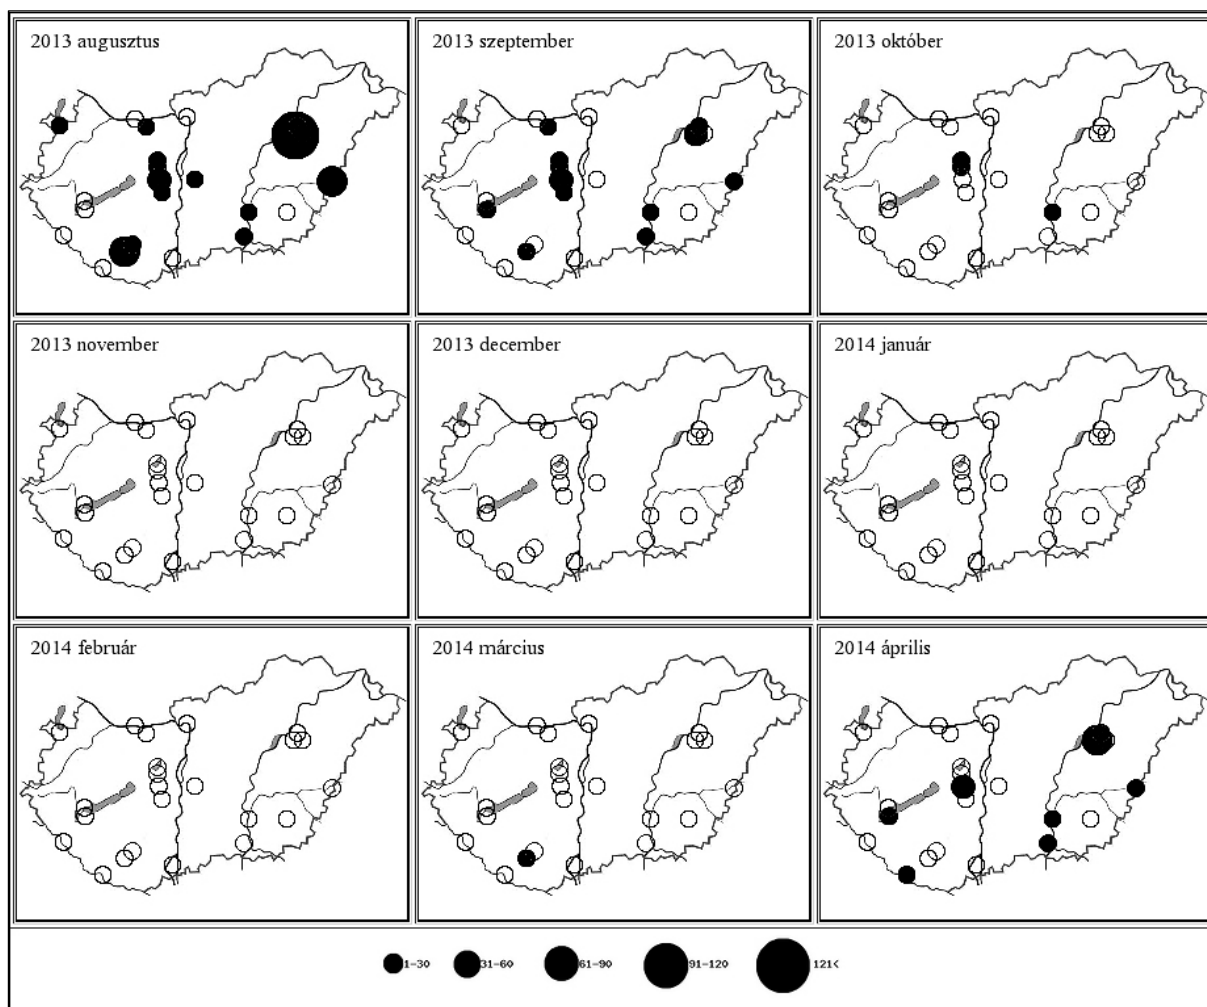 2013 augusztus
2013 szeptember
2013 október
2013 november
2013 december
2014 január
2014 február
2014 március
2014 április
1-30 31-60 61-90 91-120 121<